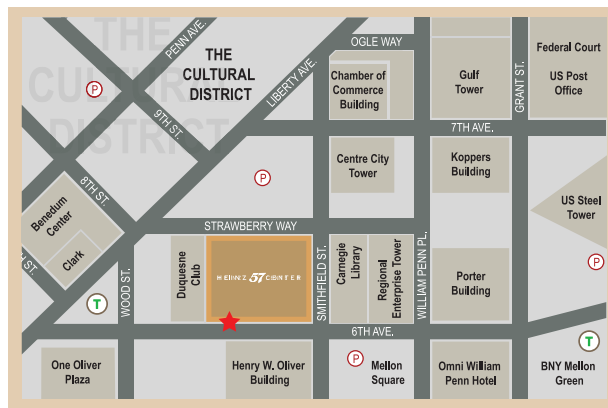 THE
CULTURAL
DISTRICT
PENN AVE.
THE
CULTURAL
DISTRICT
LIBERTY AVE.
OGLE WAY
Chamber of
Commerce
Building
Gulf
Tower
GRANT ST.
Federal Court
US Post
Office
P
9TH ST.
7TH AVE.
8TH ST.
P
Centre City
Tower
Koppers
Building
US Steel
Tower
Benedum
Center
Clark
TH ST.
STRAWBERRY WAY
WOOD ST.
Duquesne
Club
HEINZ 57 CENTER
SMITHFIELD ST.
Carnegie
Library
Regional
Enterprise Tower
WILLIAM PENN PL.
Porter
Building
P
T
6TH AVE.
T
One Oliver
Plaza
Henry W. Oliver
Building
P
Mellon
Square
Omni William
Penn Hotel
BNY Mellon
Green